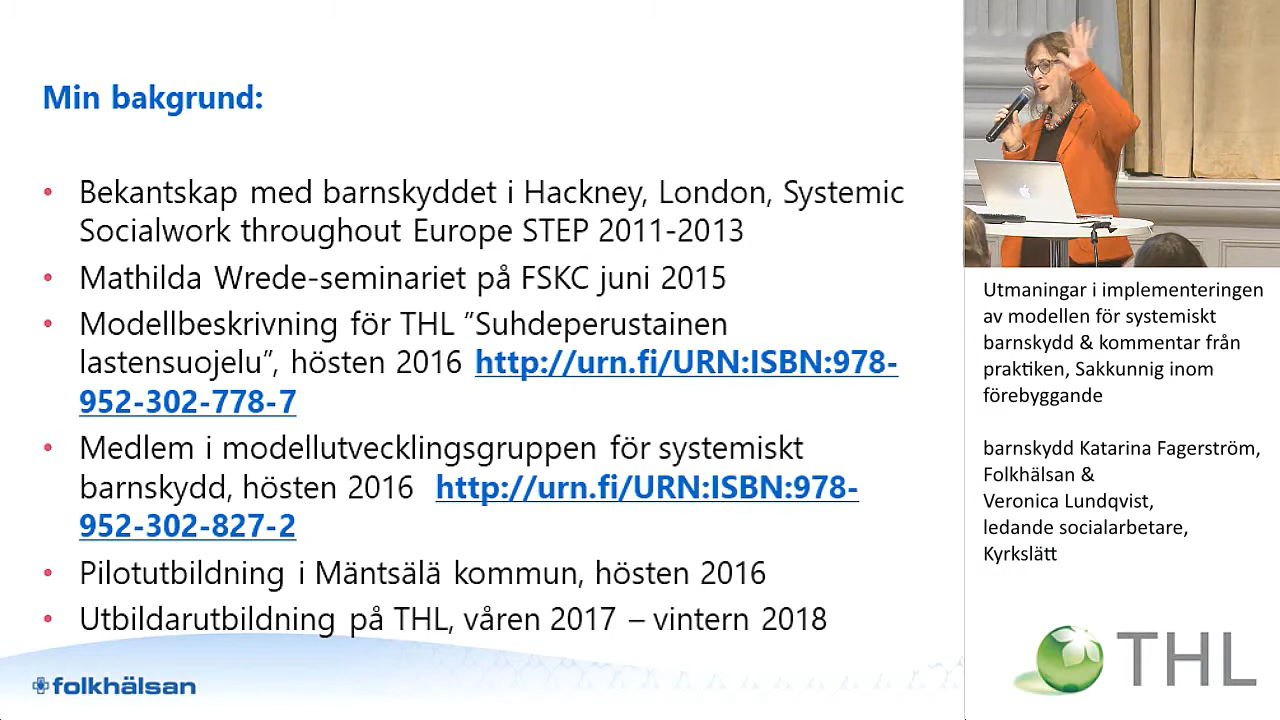 Min bakgrund:
• Bekantskap med barnskyddet i Hackney, London, Systemic
Socialwork throughout Europe STEP 2011-2013
• Mathilda Wrede-seminariet på FSKC juni 2015
• Modellbeskrivning för THL ”Suhdeperustainen
lastensuojelu”, hösten 2016 http://urn.fi/URN:ISBN:978-
952-302-778-7
• Medlem i modellutvecklingsgruppen för systemiskt
barnskydd, hösten 2016 http://urn.fi/URN:ISBN:978-
952-302-827-2
• Pilotutbildning i Mäntsälä kommun, hösten 2016
• Utbildarutbildning på THL, våren 2017 – vintern 2018
folkhälsan
Utmaningar i implementeringen
av modellen för systemiskt
barnskydd & kommentar från
praktiken, Sakkunnig inom
förebyggande
barnskydd Katarina Fagerström,
Folkhälsan &
Veronica Lundqvist,
ledande socialarbetare,
Kyrkslätt
THL